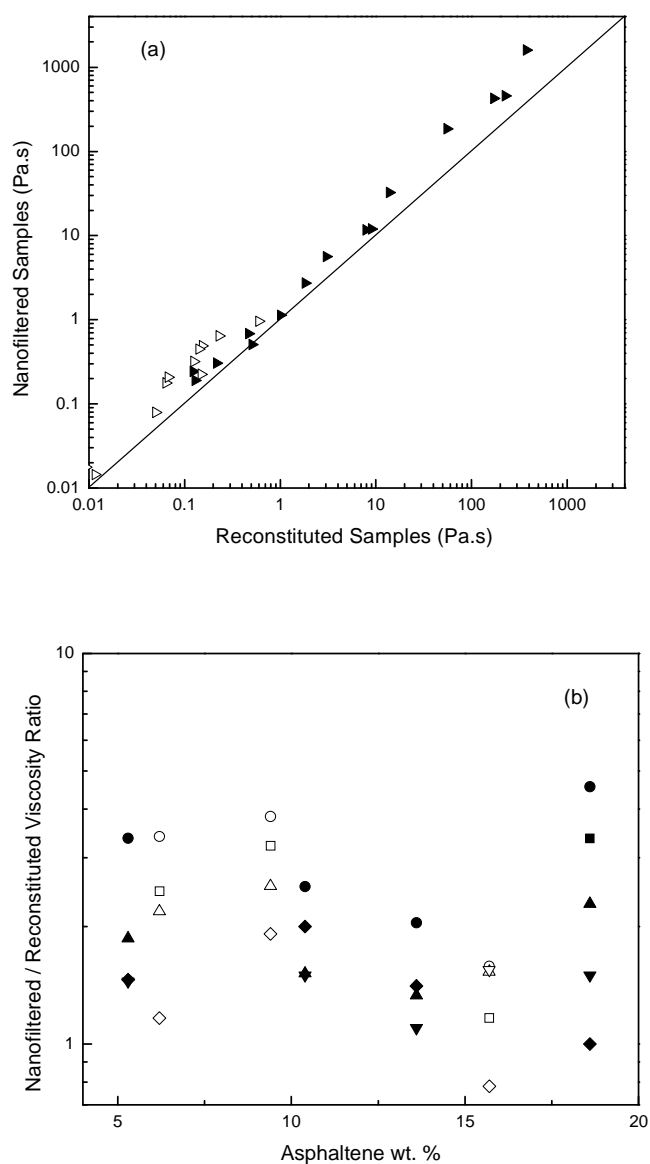 (a)
1000
100
10
1
0.1
0.01
Nanofiltered Samples (Pa.s)
0.01 0.1 1 10 100 1000
Reconstituted Samples (Pa.s)
(b)
10
1
Nanofiltered / Reconstituted Viscosity Ratio
5 10 15 20
Asphaltene wt. %